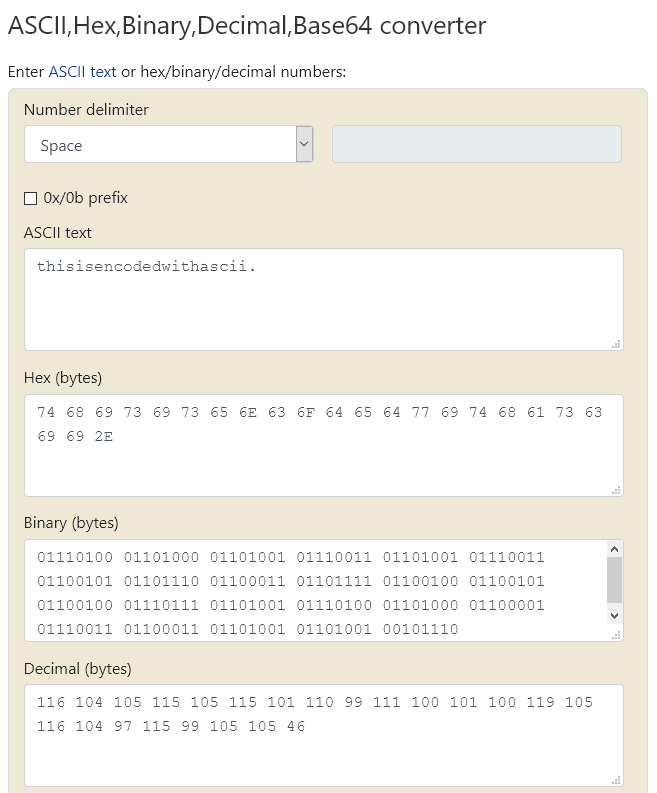 ASCII,Hex,Binary,Decimal,Base64 converter
Enter ASCII text or hex/binary/decimal numbers:
Number delimiter
Space
0x/0b prefix
ASCII text
thisisencodedwithascii.
Hex (bytes)
74 68 69 73 69 73 65 6E 63 6F 64 65 64 77 69 74 68 61 73 63
69 69 2E
Binary (bytes)
01110100 01101000 01101001 01110011 01101001 01110011
01100101 01101110 01100011 01101111 01100100 01100101
01100100 01110111 01101001 01110100 01101000 01100001
01110011 01100011 01101001 01101001 00101110
Decimal (bytes)
116 104 105 115 105 115 101 110 99 111 100 101 100 119 105
116 104 97 115 99 105 105 46